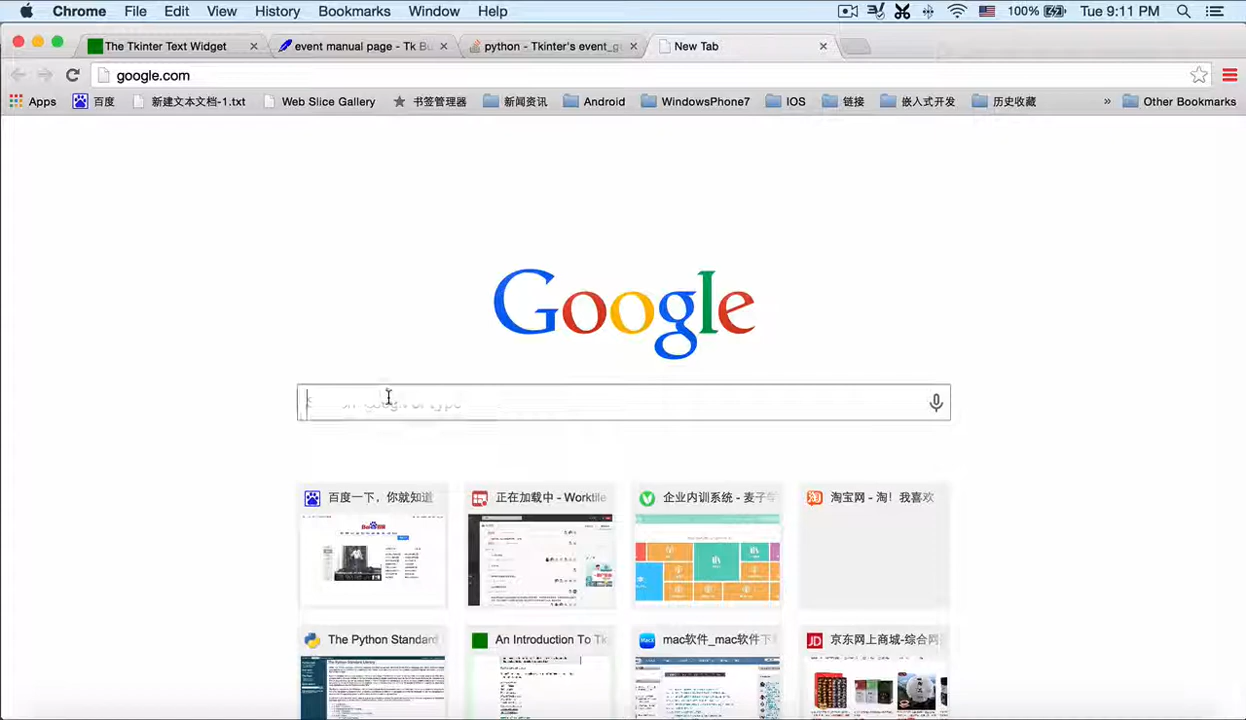 Chrome File Edit View History Bookmarks Window Help 100% Tue 9:11 PM
The Tkinter Text Widget event manual page - Tk python - Tkinter's New Tab
google.com
Apps 百度 新建文本文档-1.txt Web Slice Gallery 书签管理器 新闻资讯 Android WindowsPhone7 IOS 链接 嵌入式开发 历史收藏 » Other Bookmarks
Google
百度一下，你就知道 正在加载中 - Worktile 企业内训系统 - 麦子学 淘宝网 - 淘！我喜欢
The Python Standard An Introduction To Tk mac软件_mac软件下 京东网上商城-综合网